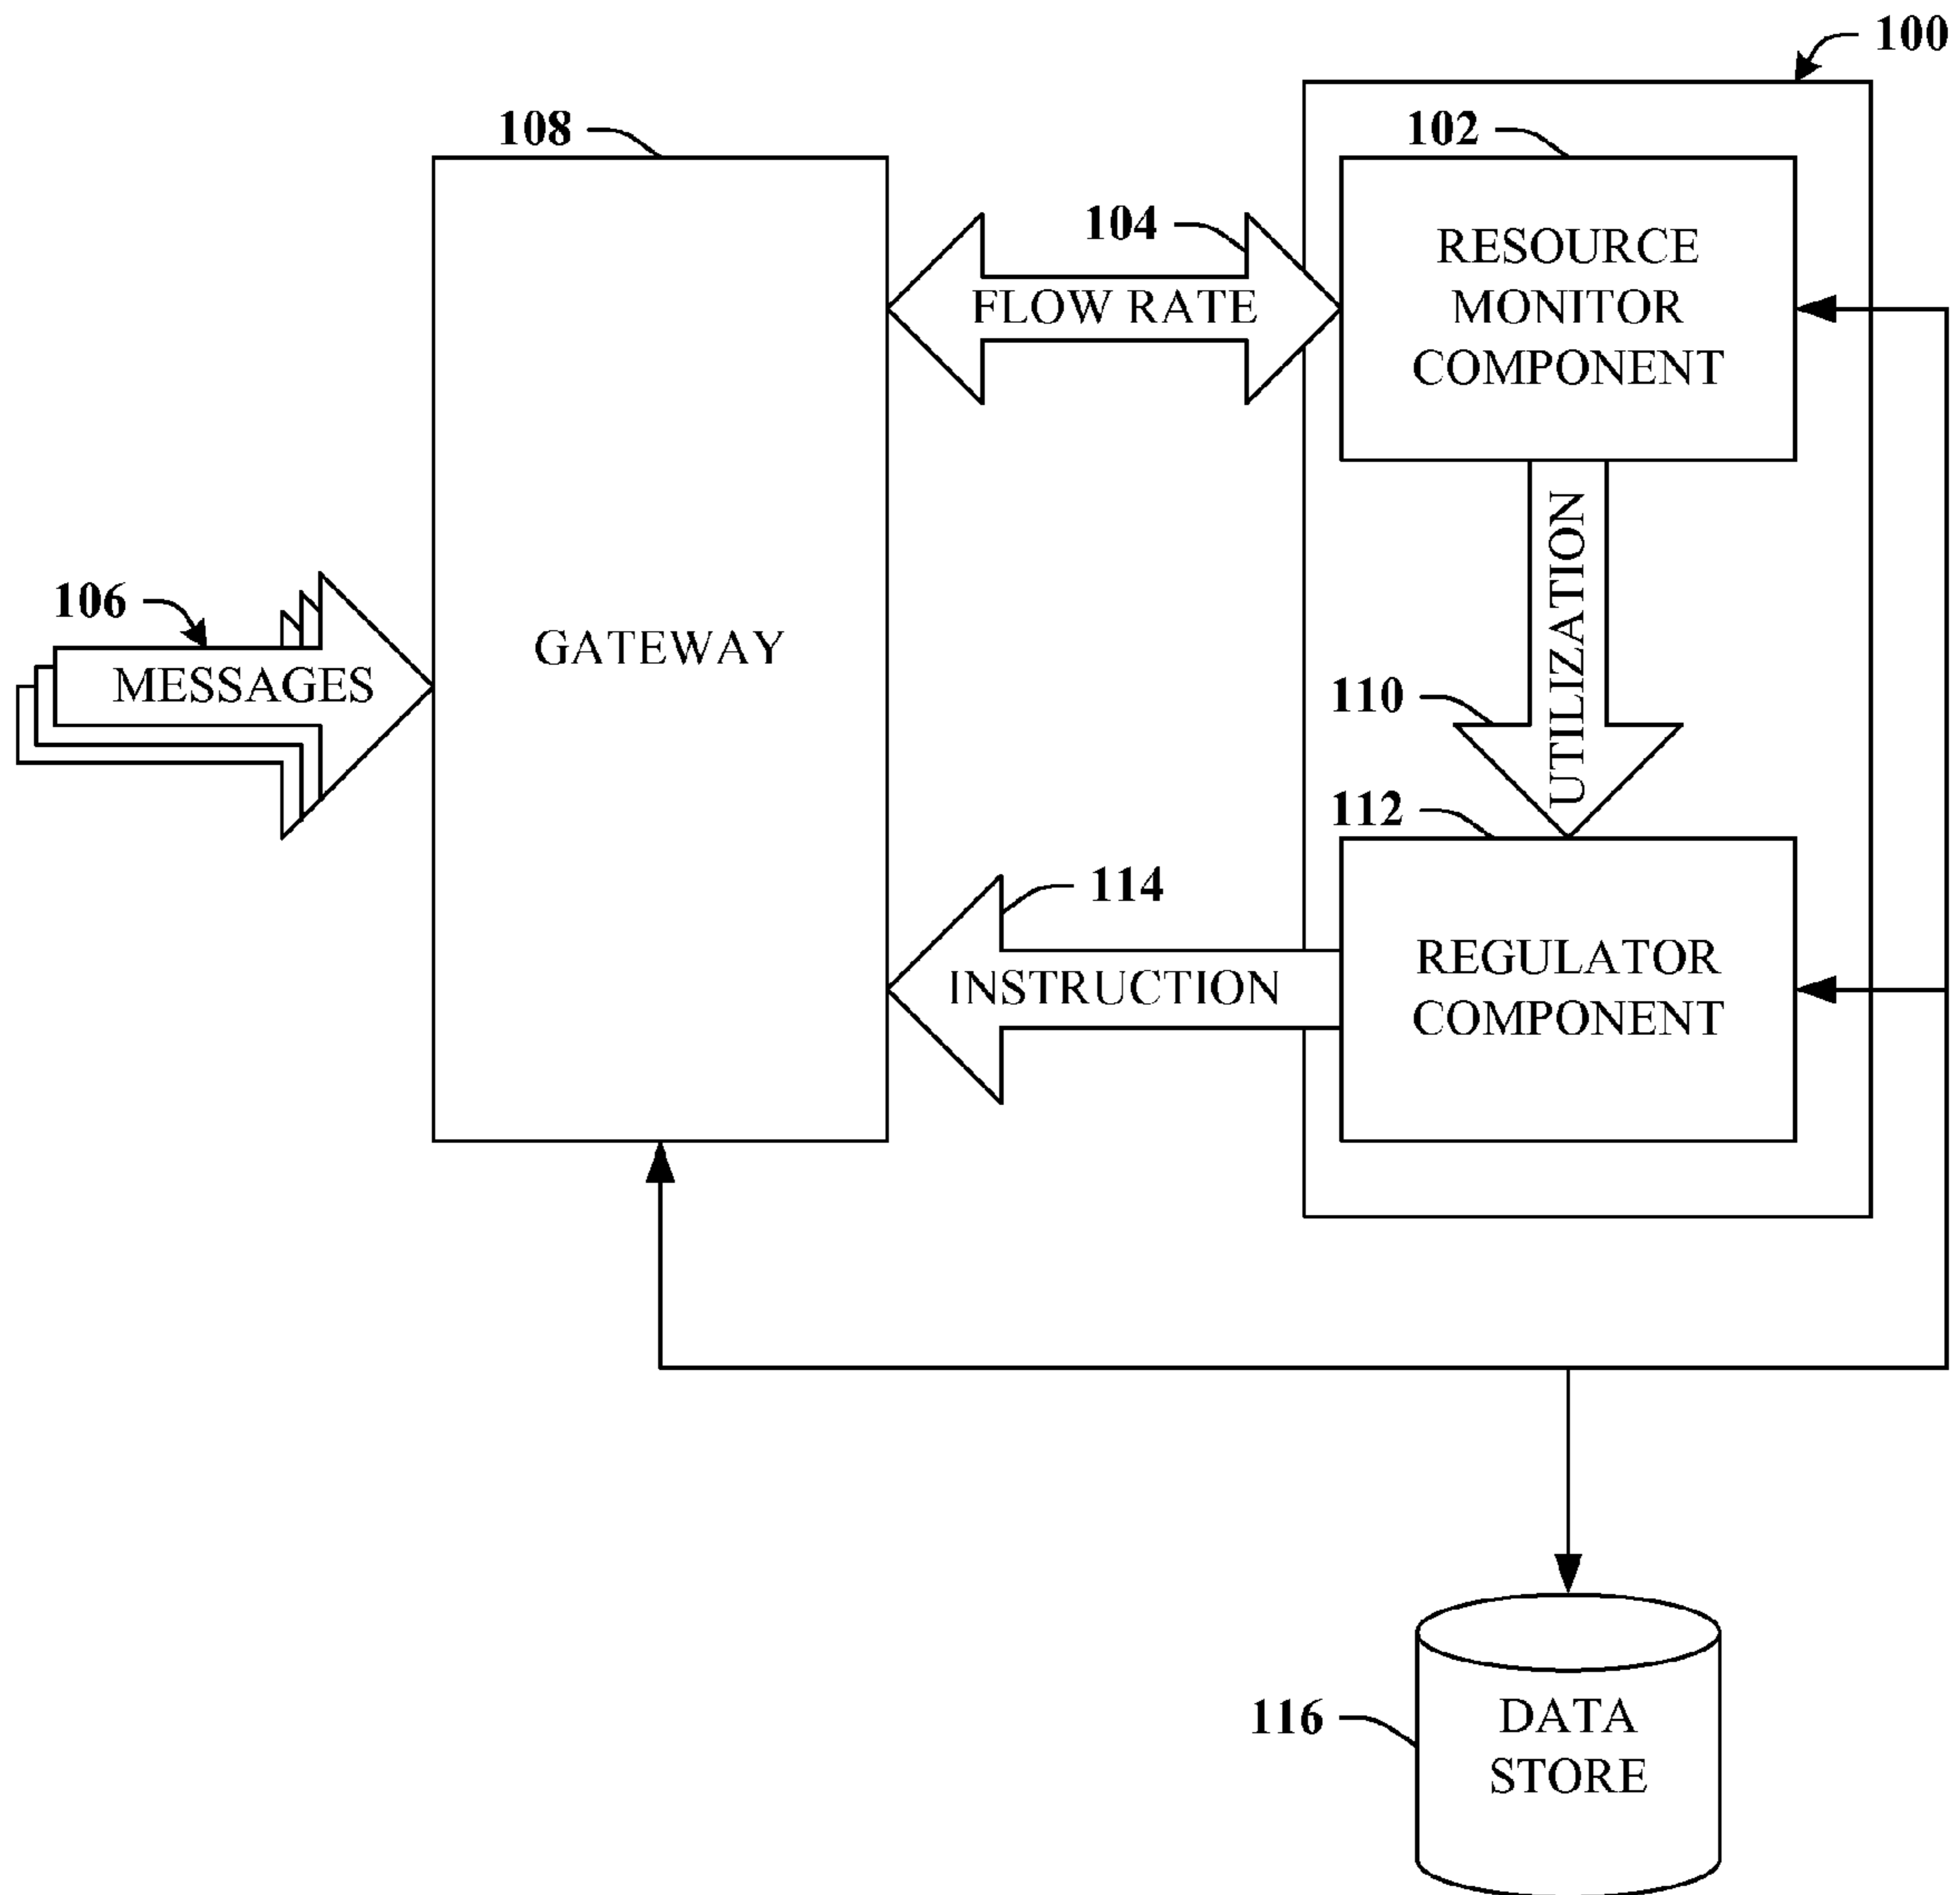 100
108
102
104
RESOURCE
MONITOR
COMPONENT
FLOW RATE
106
MESSAGES
GATEWAY
UTILIZATION
110
112
114
INSTRUCTION
REGULATOR
COMPONENT
116
DATA
STORE